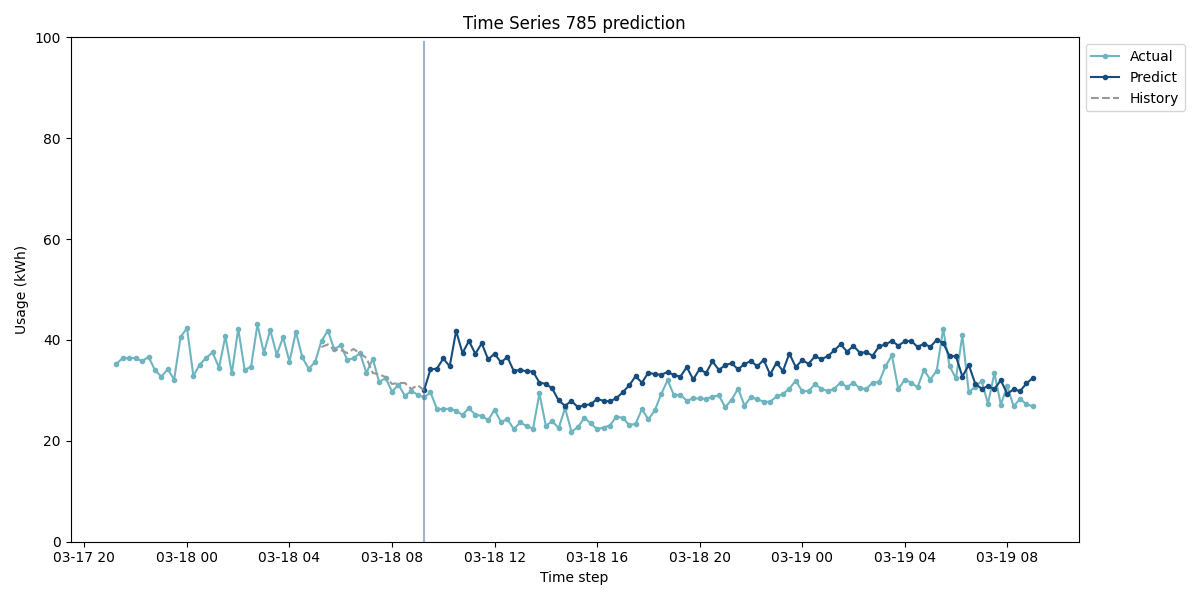 Time Series 785 prediction
100
80
60
40
20
0
Usage (kWh)
03-17 20
03-18 00
03-18 04
03-18 08
03-18 12
03-18 16
03-18 20
03-19 00
03-19 04
03-19 08
Time step
Actual
Predict
History